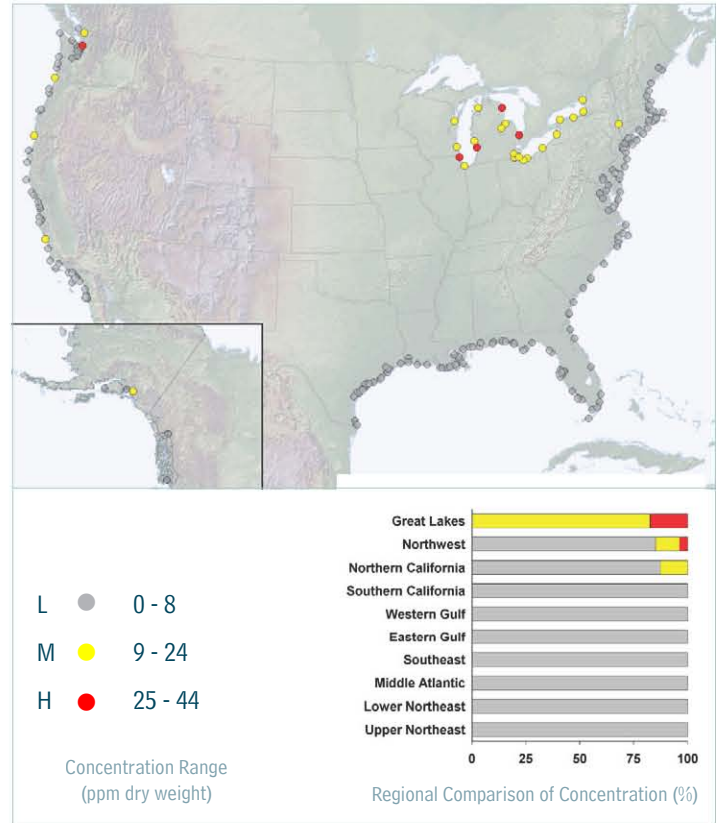 L 0 - 8
M 9 - 24
H 25 - 44
Concentration Range
(ppm dry weight)
Great Lakes
Northwest
Northern California
Southern California
Western Gulf
Eastern Gulf
Southeast
Middle Atlantic
Lower Northeast
Upper Northeast
0 25 50 75 100
Regional Comparison of Concentration (%)